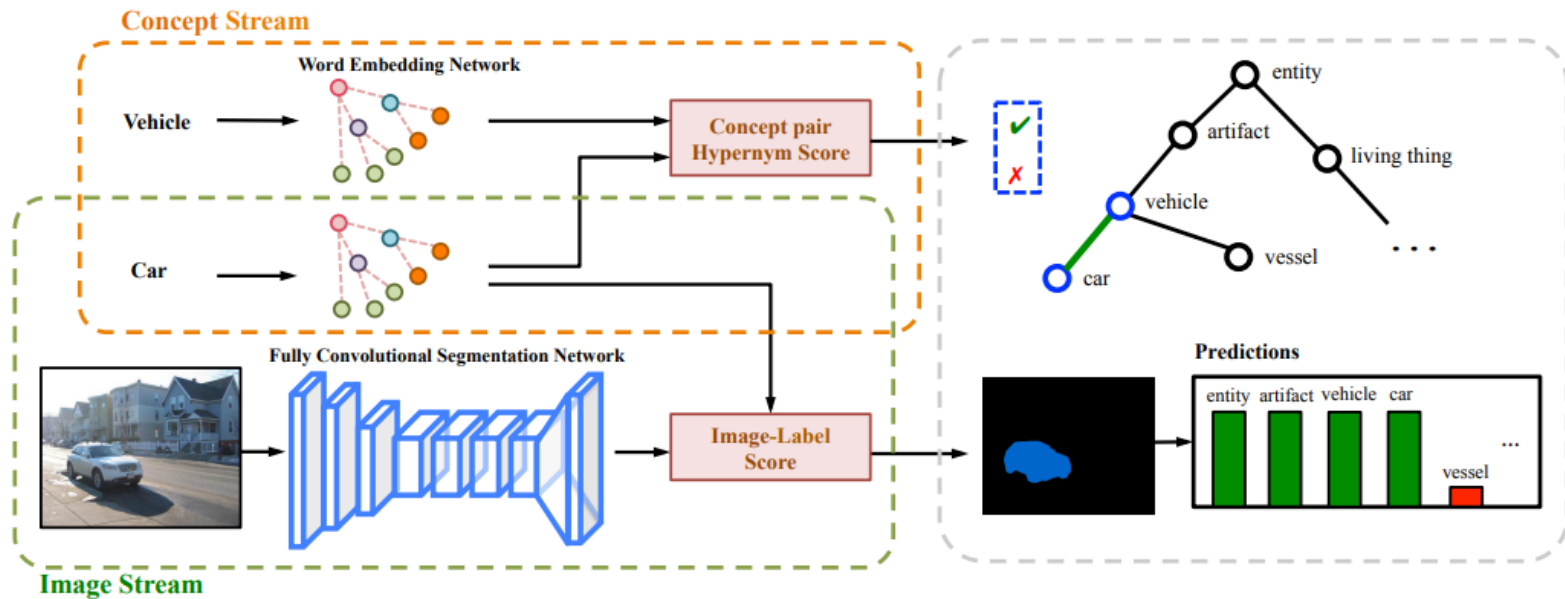 Concept Stream
Word Embedding Network
Vehicle
Concept pair
Hypernym Score
Car
Fully Convolutional Segmentation Network
Image-Label
Score
Image Stream
entity
artifact
living thing
vehicle
vessel
car
...
Predictions
entity artifact vehicle car
...
vessel